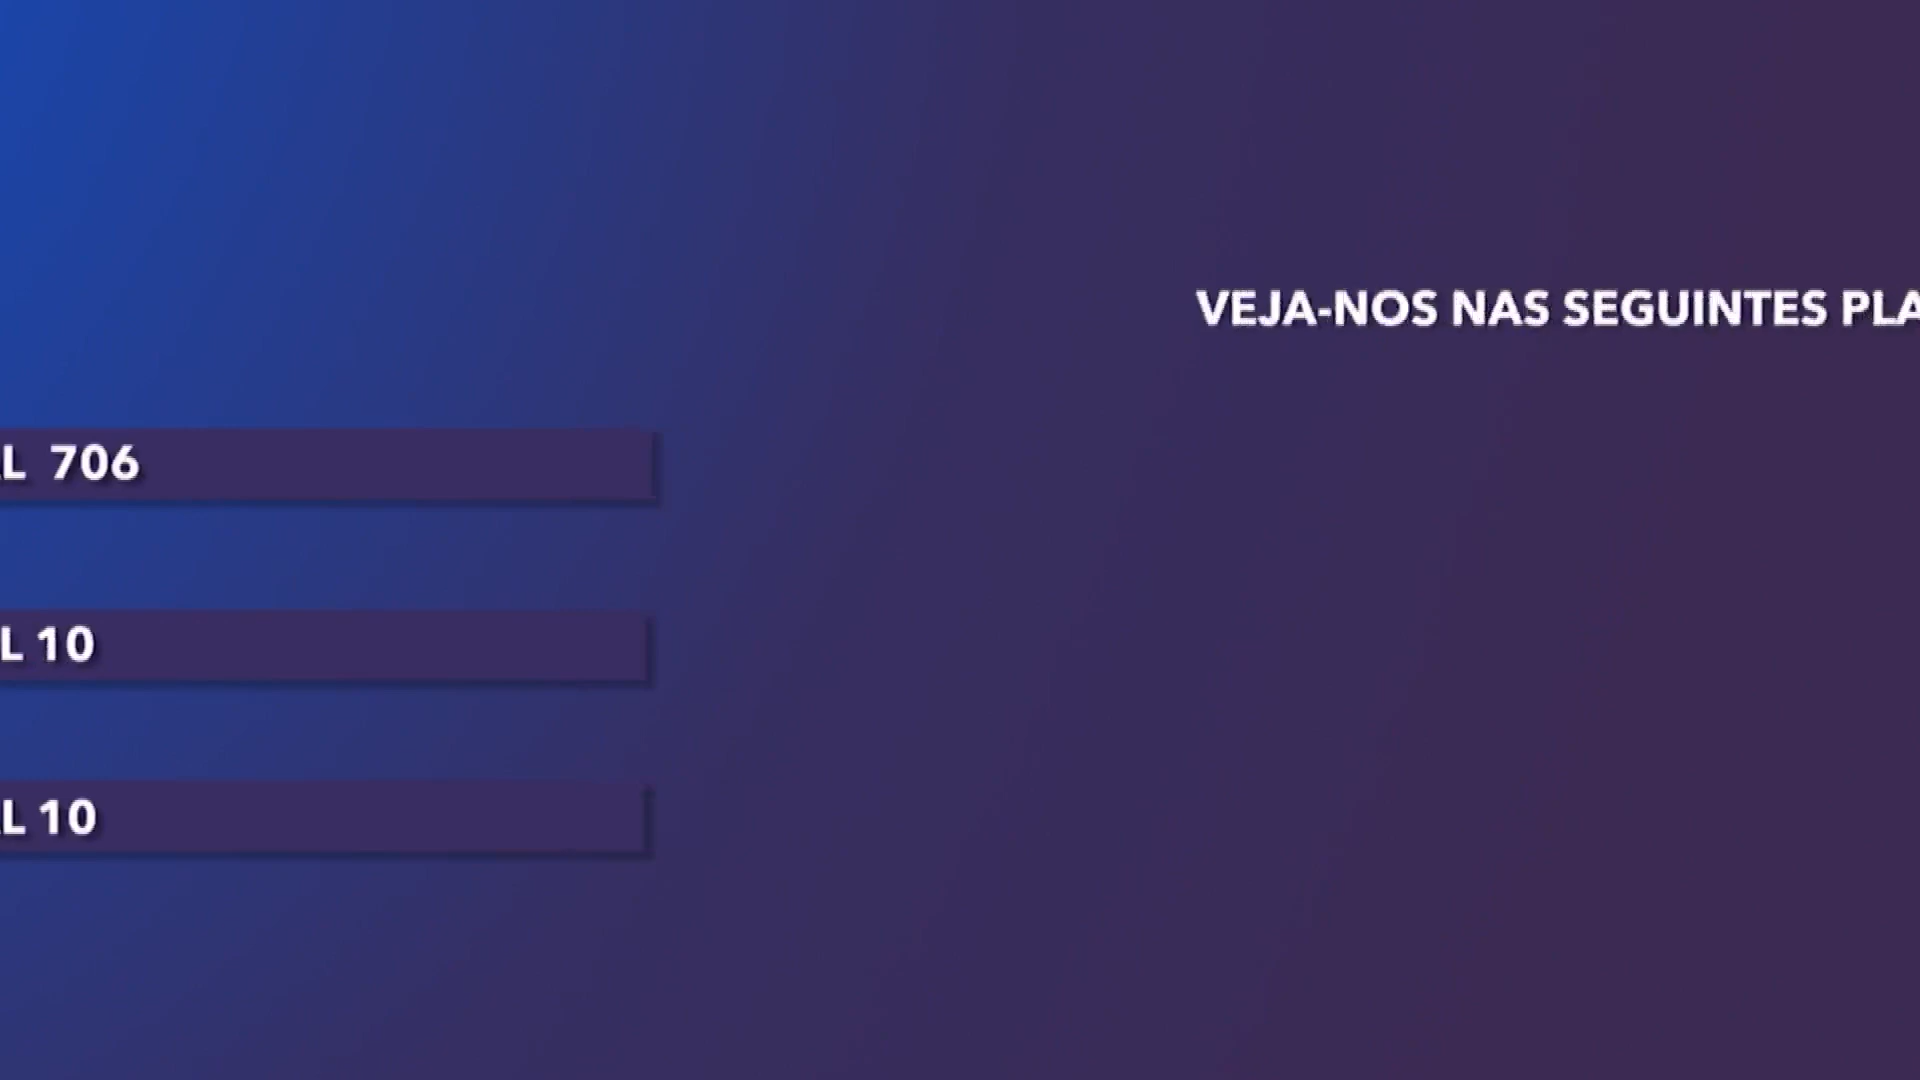 VEJA-NOS NAS SEGUINTES PLA
L 706
L 10
L 10